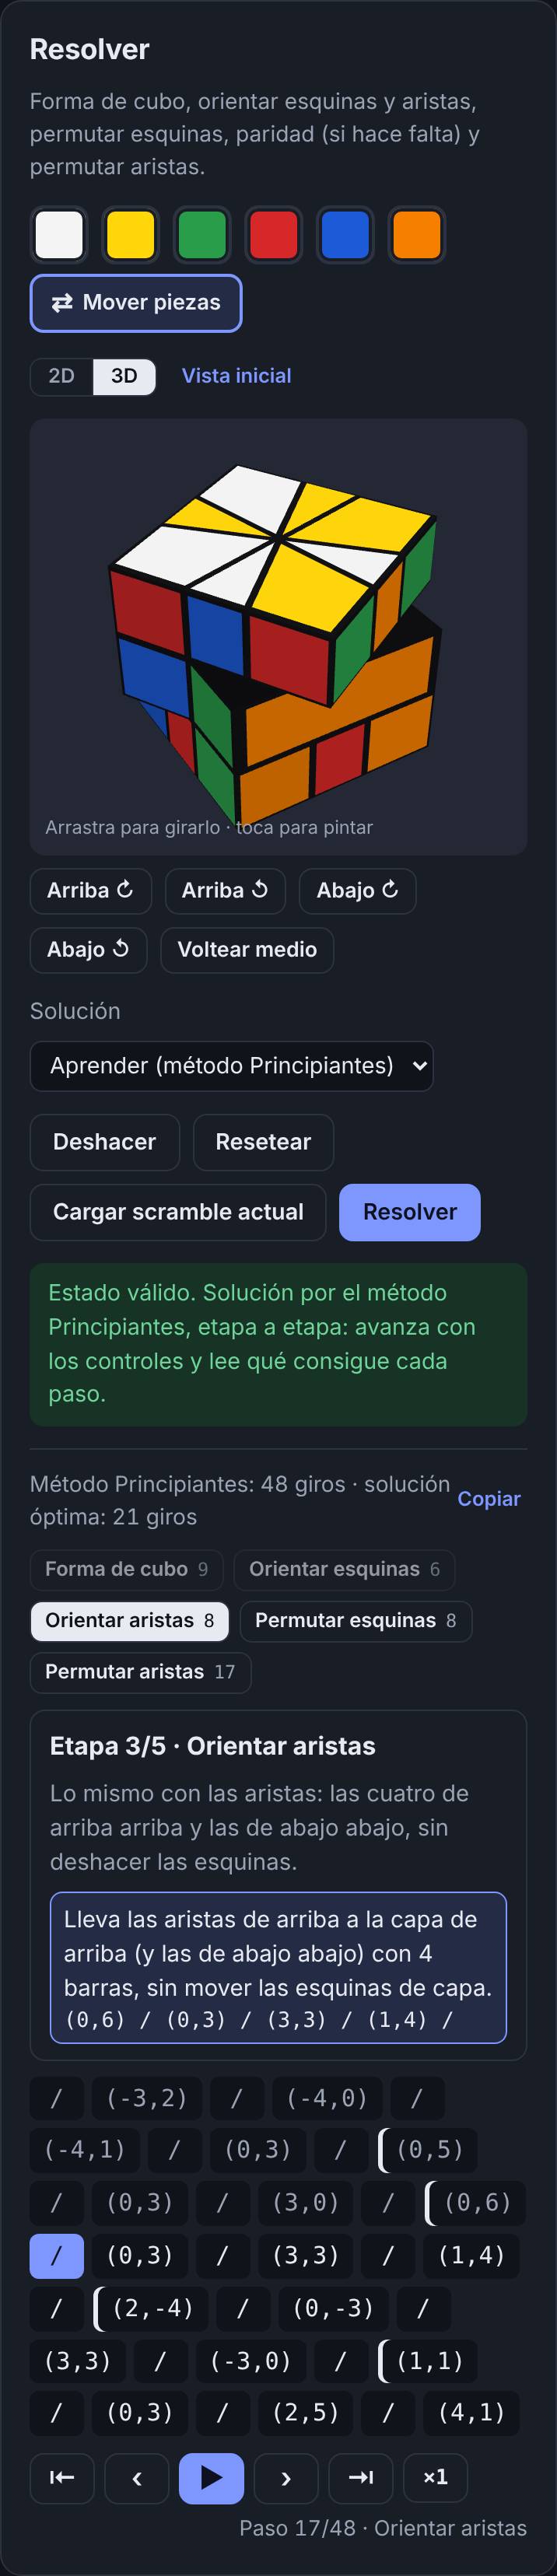 Resolver
Forma de cubo, orientar esquinas y aristas,
permutar esquinas, paridad (si hace falta) y
permutar aristas.
⇄ Mover piezas
2D 3D Vista inicial
Arrastra para girarlo · toca para pintar
Arriba ↻ Arriba ↺ Abajo ↻
Abajo ↺ Voltear medio
Solución
Aprender (método Principiantes)
Deshacer Resetear
Cargar scramble actual Resolver
Estado válido. Solución por el método
Principiantes, etapa a etapa: avanza con
los controles y lee qué consigue cada
paso.
Método Principiantes: 48 giros · solución
óptima: 21 giros
Copiar
Forma de cubo 9 Orientar esquinas 6
Orientar aristas 8 Permutar esquinas 8
Permutar aristas 17
Etapa 3/5 · Orientar aristas
Lo mismo con las aristas: las cuatro de
arriba arriba y las de abajo abajo, sin
deshacer las esquinas.
Lleva las aristas de arriba a la capa de
arriba (y las de abajo abajo) con 4
barras, sin mover las esquinas de capa.
(0,6) / (0,3) / (3,3) / (1,4) /
/ (-3,2) / (-4,0) /
(-4,1) / (0,3) / (0,5)
/ (0,3) / (3,0) / (0,6)
/ (0,3) / (3,3) / (1,4)
/ (2,-4) / (0,-3) /
(3,3) / (-3,0) / (1,1)
/ (0,3) / (2,5) / (4,1)
⇤ ‹ ▶ › ⇥ ×1
Paso 17/48 · Orientar aristas